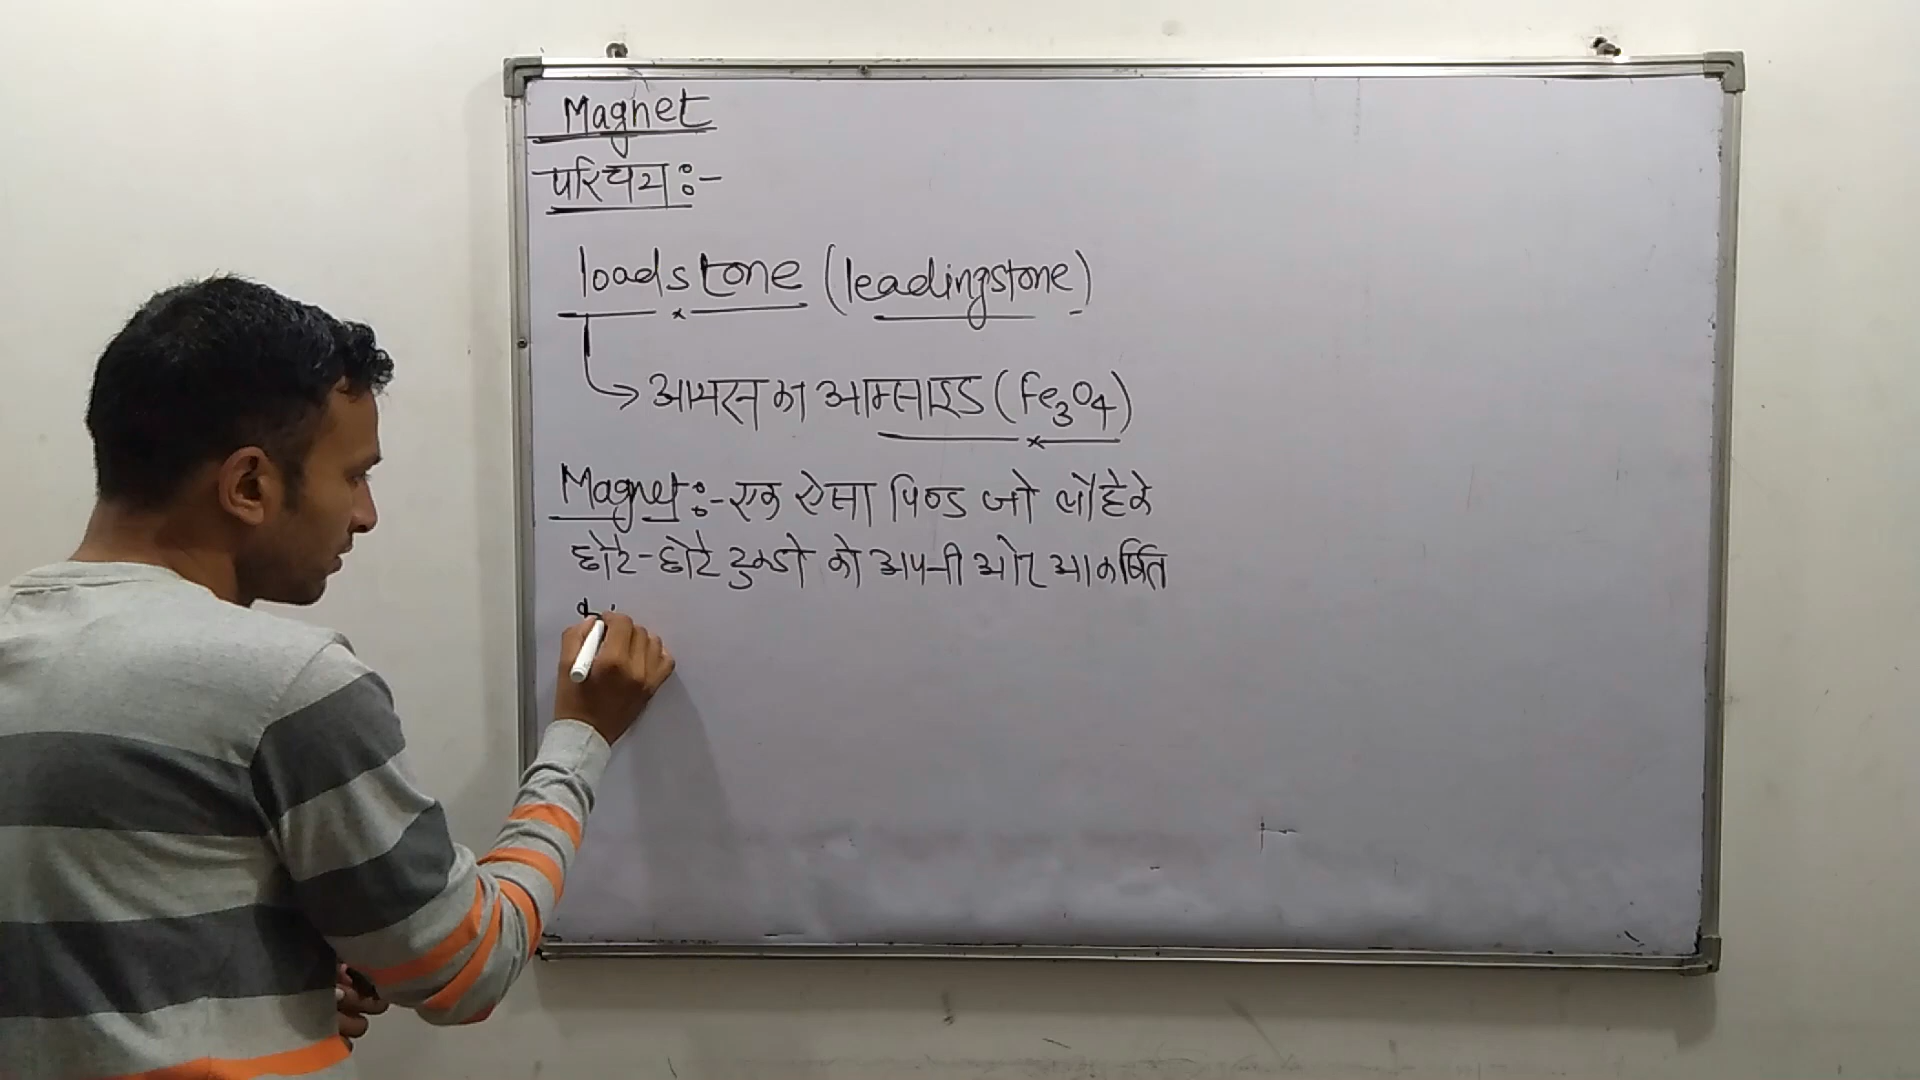 Magnet
परिचय :-
loadstone (leadingstone)
आयरन का आक्साइड (Fe3O4)
Magnet :- एक ऐसा पिण्ड जो लौहे के
छोटे-छोटे टुकडो को अपनी ओर आकर्षित